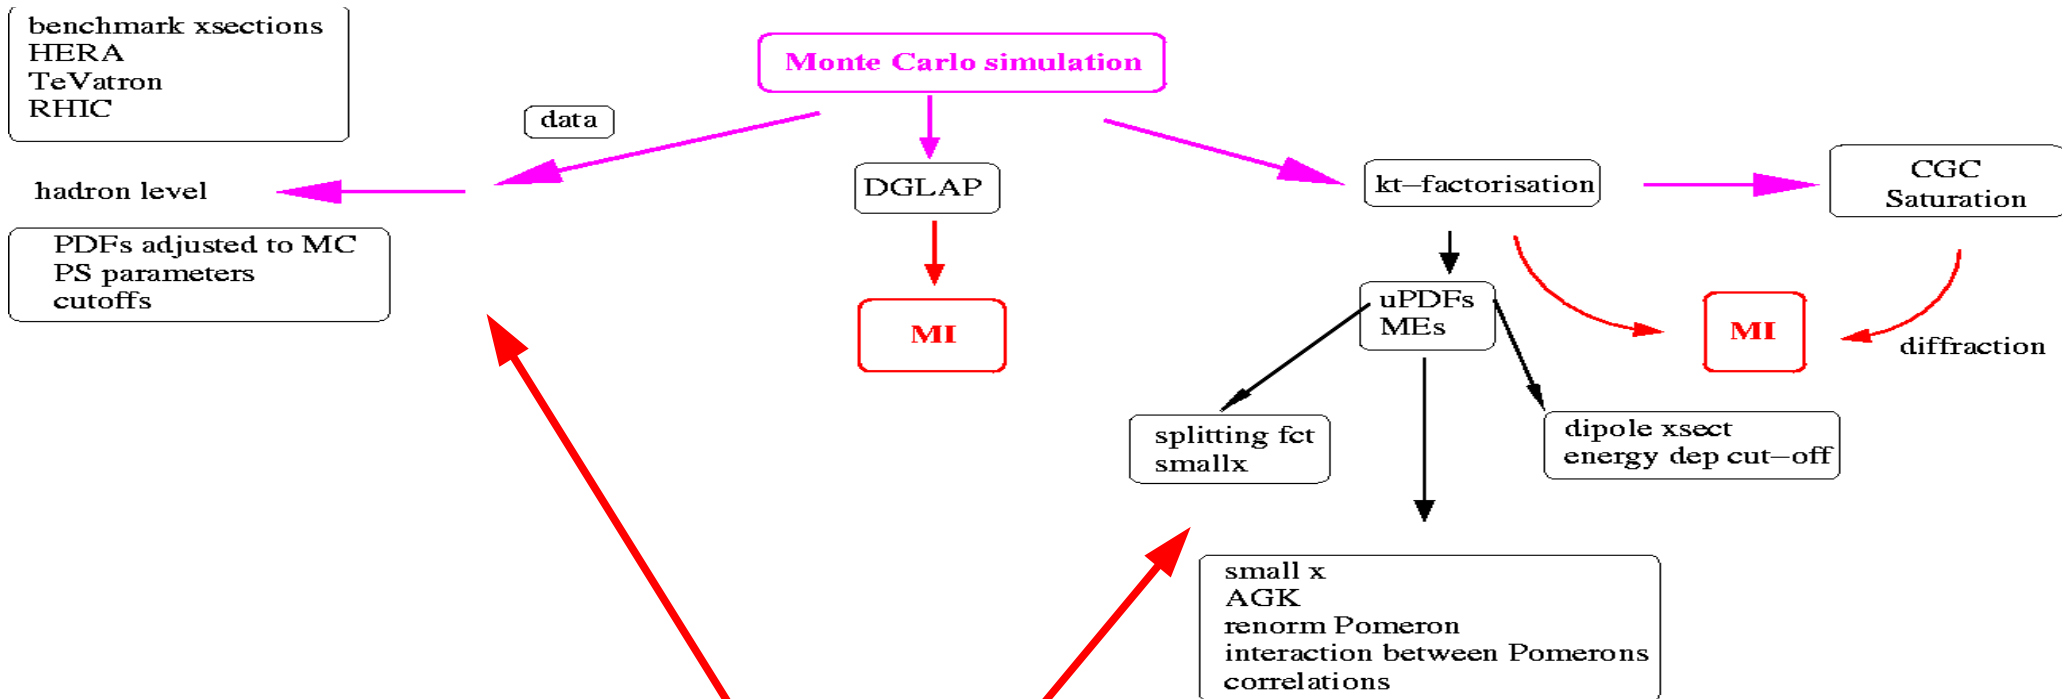 benchmark xsections
HERA
TeVatron
RHIC
Monte Carlo simulation
data
hadron level
DGLAP
kt−factorisation
CGC
Saturation
PDFs adjusted to MC
PS parameters
cutoffs
MI
uPDFs
MEs
MI
diffraction
splitting fct
smallx
dipole xsect
energy dep cut−off
small x
AGK
renorm Pomeron
interaction between Pomerons
correlations